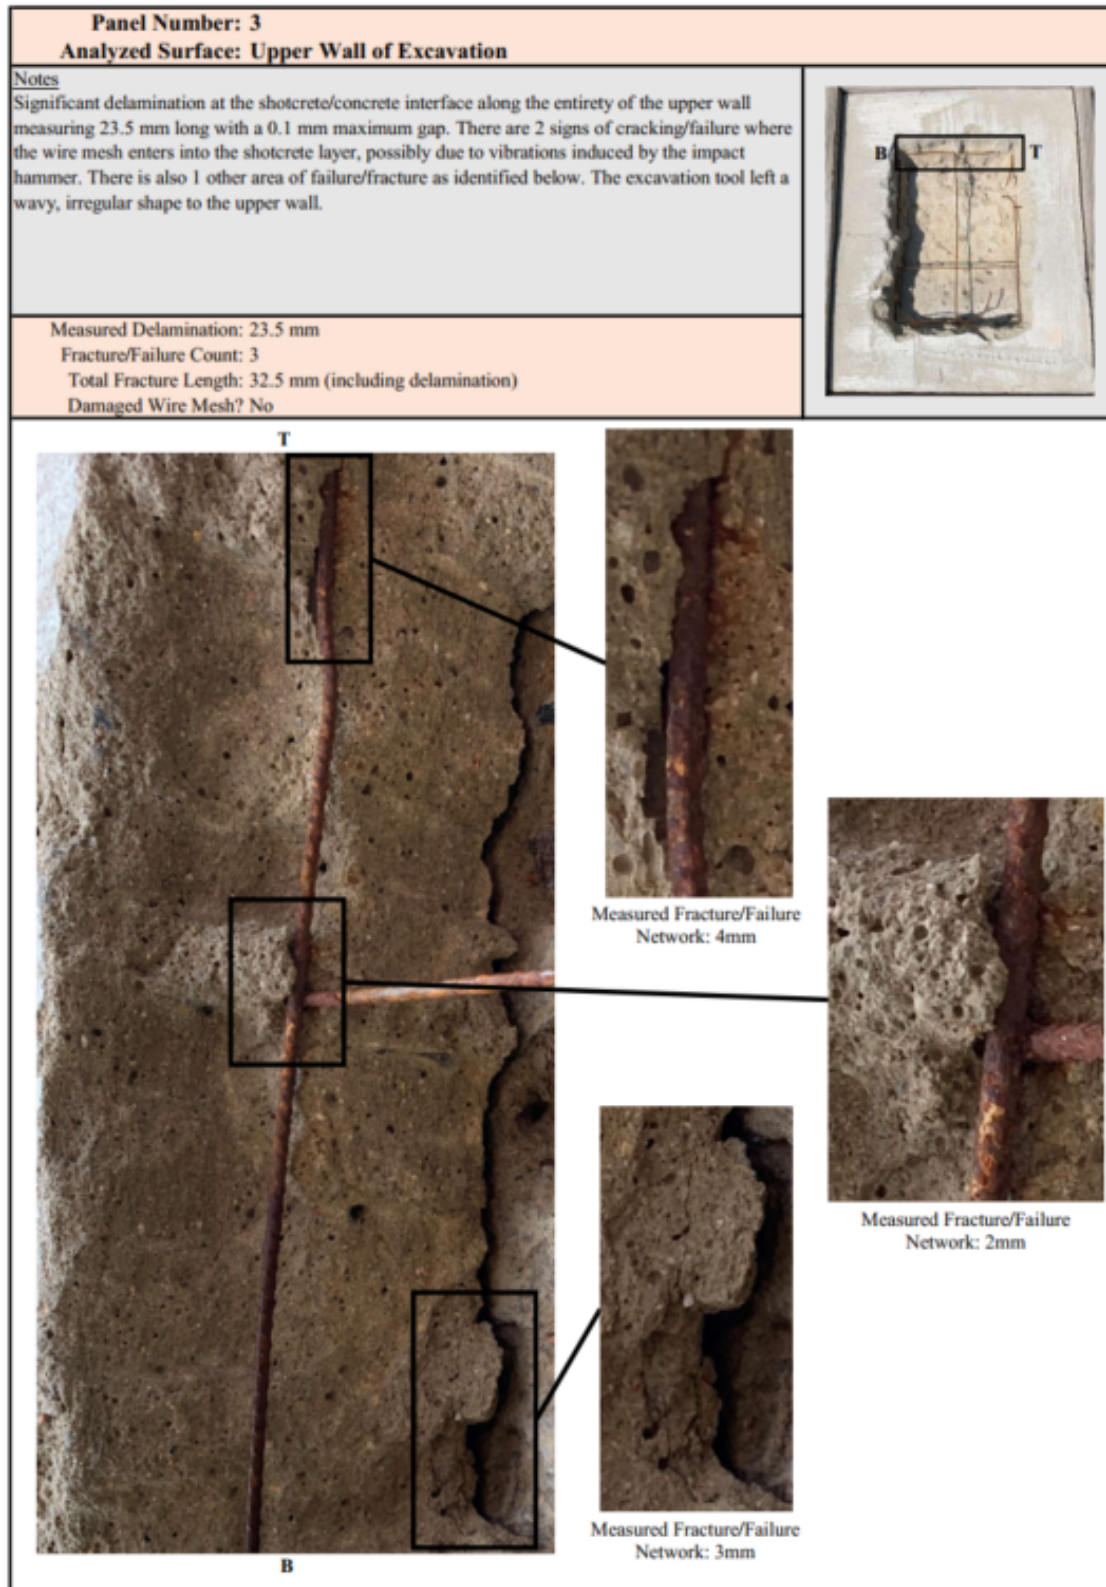 Panel Number: 3
Analyzed Surface: Upper Wall of Excavation
Notes
Significant delamination at the shotcrete/concrete interface along the entirety of the upper wall
measuring 23.5 mm long with a 0.1 mm maximum gap. There are 2 signs of cracking/failure where
the wire mesh enters into the shotcrete layer, possibly due to vibrations induced by the impact
hammer. There is also 1 other area of failure/fracture as identified below. The excavation tool left a
wavy, irregular shape to the upper wall.
B
T
Measured Delamination: 23.5 mm
Fracture/Failure Count: 3
Total Fracture Length: 32.5 mm (including delamination)
Damaged Wire Mesh? No
T
Measured Fracture/Failure
Network: 4mm
Measured Fracture/Failure
Network: 2mm
Measured Fracture/Failure
Network: 3mm
B